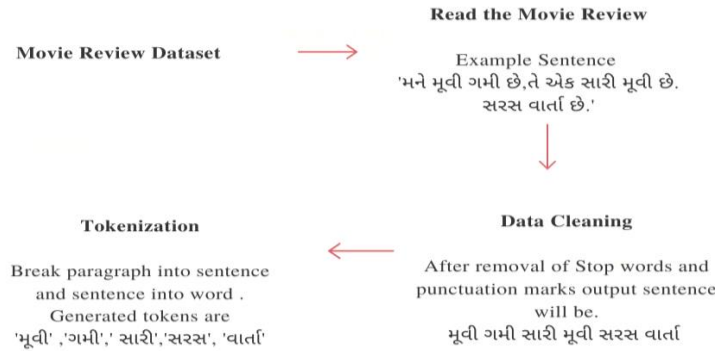 Movie Review Dataset
Read the Movie Review
Example Sentence
'મને મૂવી ગમી છે,તે એક સારી મૂવી છે.
સરસ વાર્તા છે.'
Data Cleaning
After removal of Stop words and
punctuation marks output sentence
will be.
મૂવી ગમી સારી મૂવી સરસ વાર્તા
Tokenization
Break paragraph into sentence
and sentence into word .
Generated tokens are
'મૂવી' ,'ગમી',' સારી','સરસ', 'વાર્તા'